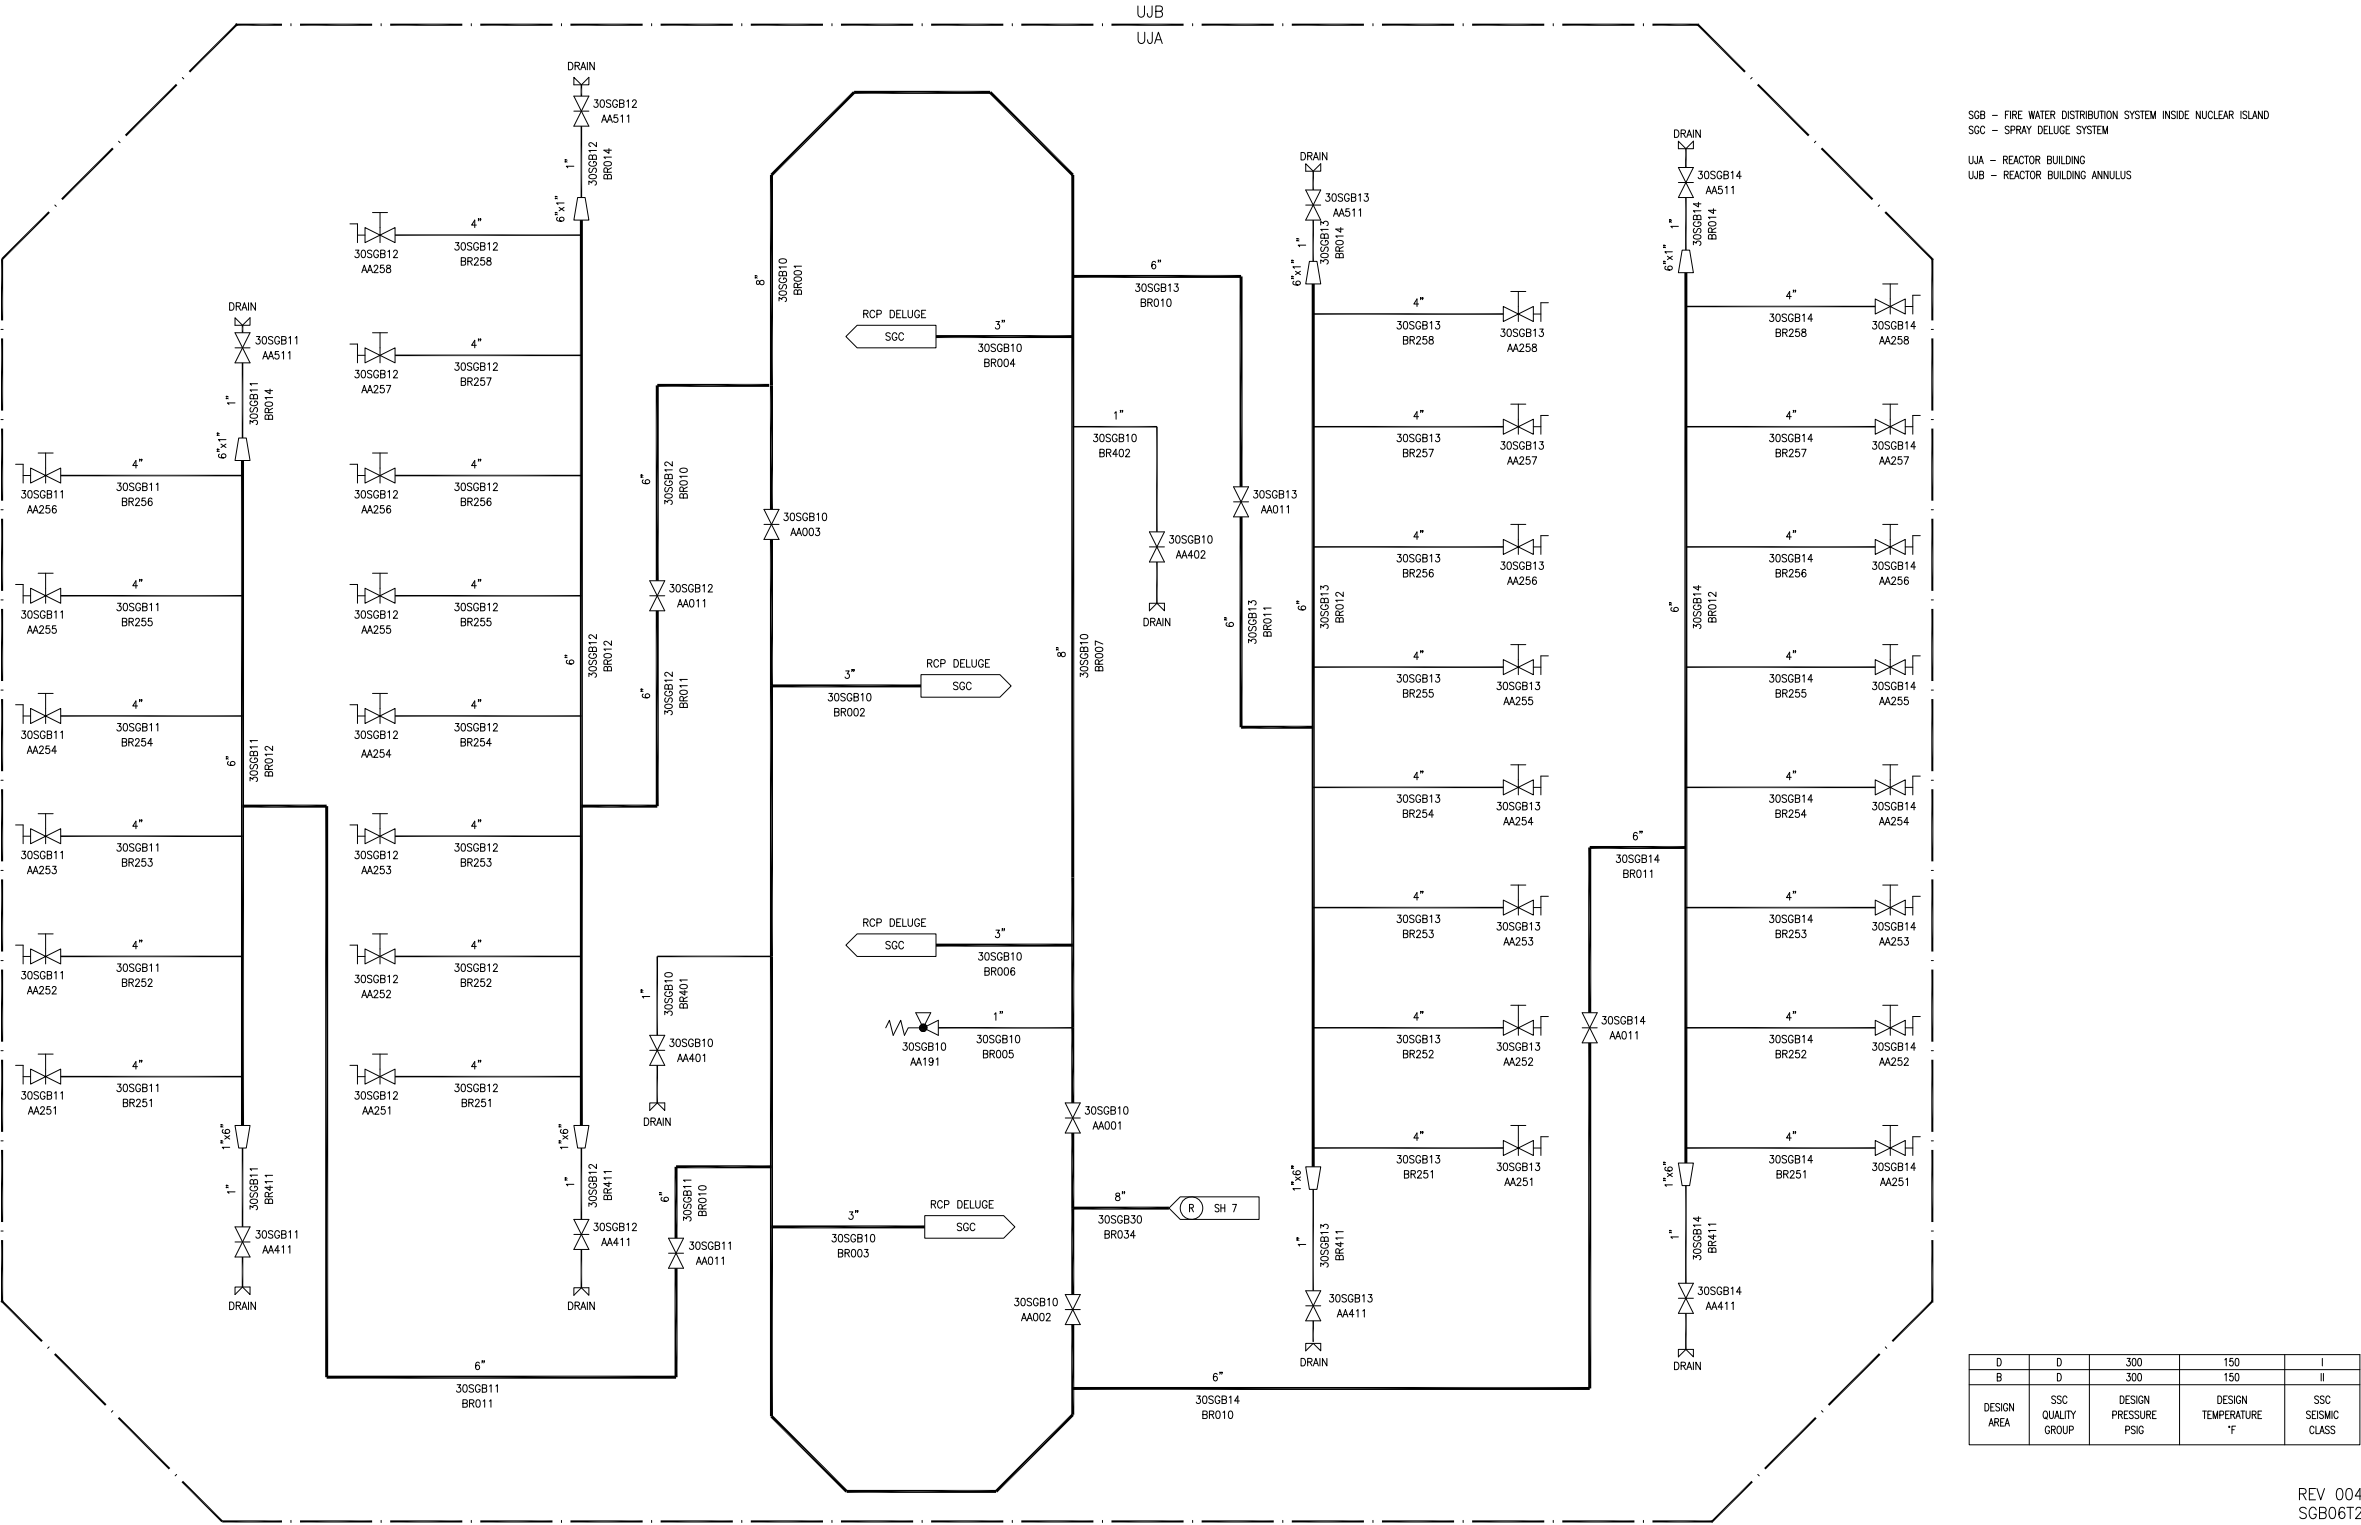 UJB
UJA
SGB – FIRE WATER DISTRIBUTION SYSTEM INSIDE NUCLEAR ISLAND
SGC – SPRAY DELUGE SYSTEM
UJA – REACTOR BUILDING
UJB – REACTOR BUILDING ANNULUS
DRAIN
30SGB11
AA511
1"
30SGB11
BR014
6"x1"
4"
30SGB11
BR256
30SGB11
AA256
4"
30SGB11
BR255
30SGB11
AA255
4"
30SGB11
BR254
30SGB11
AA254
6"
30SGB11
BR012
4"
30SGB11
BR253
30SGB11
AA253
4"
30SGB11
BR252
30SGB11
AA252
4"
30SGB11
BR251
30SGB11
AA251
1"x6"
1"
30SGB11
BR411
30SGB11
AA411
DRAIN
DRAIN
30SGB12
AA511
1"
30SGB12
BR014
6"x1"
4"
30SGB12
BR258
30SGB12
AA258
4"
30SGB12
BR257
30SGB12
AA257
4"
30SGB12
BR256
30SGB12
AA256
4"
30SGB12
BR255
30SGB12
AA255
6"
30SGB12
BR012
4"
30SGB12
BR254
30SGB12
AA254
4"
30SGB12
BR253
30SGB12
AA253
4"
30SGB12
BR252
30SGB12
AA252
4"
30SGB12
BR251
30SGB12
AA251
1"x6"
1"
30SGB12
BR411
30SGB12
AA411
DRAIN
6"
30SGB12
BR010
30SGB12
AA011
6"
30SGB12
BR011
1"
30SGB10
BR401
30SGB10
AA401
DRAIN
6"
30SGB11
BR010
30SGB11
AA011
6"
30SGB11
BR011
8"
30SGB10
BR001
30SGB10
AA003
RCP DELUGE
SGC
3"
30SGB10
BR004
RCP DELUGE
SGC
3"
30SGB10
BR002
RCP DELUGE
SGC
3"
30SGB10
BR006
1"
30SGB10
BR005
30SGB10
AA191
RCP DELUGE
SGC
3"
30SGB10
BR003
6"
30SGB13
BR010
1"
30SGB10
BR402
30SGB10
AA402
DRAIN
8"
30SGB10
BR007
30SGB10
AA001
8"
30SGB30
BR034
R SH 7
30SGB10
AA002
6"
30SGB14
BR010
30SGB13
AA011
6"
30SGB13
BR011
DRAIN
30SGB13
AA511
1"
30SGB13
BR014
6"x1"
4"
30SGB13
BR258
30SGB13
AA258
4"
30SGB13
BR257
30SGB13
AA257
4"
30SGB13
BR256
30SGB13
AA256
6"
30SGB13
BR012
4"
30SGB13
BR255
30SGB13
AA255
4"
30SGB13
BR254
30SGB13
AA254
4"
30SGB13
BR253
30SGB13
AA253
4"
30SGB13
BR252
30SGB13
AA252
4"
30SGB13
BR251
30SGB13
AA251
1"x6"
1"
30SGB13
BR411
30SGB13
AA411
DRAIN
6"
30SGB14
BR011
30SGB14
AA011
DRAIN
30SGB14
AA511
1"
30SGB14
BR014
6"x1"
4"
30SGB14
BR258
30SGB14
AA258
4"
30SGB14
BR257
30SGB14
AA257
4"
30SGB14
BR256
30SGB14
AA256
6"
30SGB14
BR012
4"
30SGB14
BR255
30SGB14
AA255
4"
30SGB14
BR254
30SGB14
AA254
4"
30SGB14
BR253
30SGB14
AA253
4"
30SGB14
BR252
30SGB14
AA252
4"
30SGB14
BR251
30SGB14
AA251
1"x6"
1"
30SGB14
BR411
30SGB14
AA411
DRAIN
D D 300 150 I
B D 300 150 II
DESIGN AREA
SSC QUALITY GROUP
DESIGN PRESSURE PSIG
DESIGN TEMPERATURE °F
SSC SEISMIC CLASS
REV 004
SGB06T2